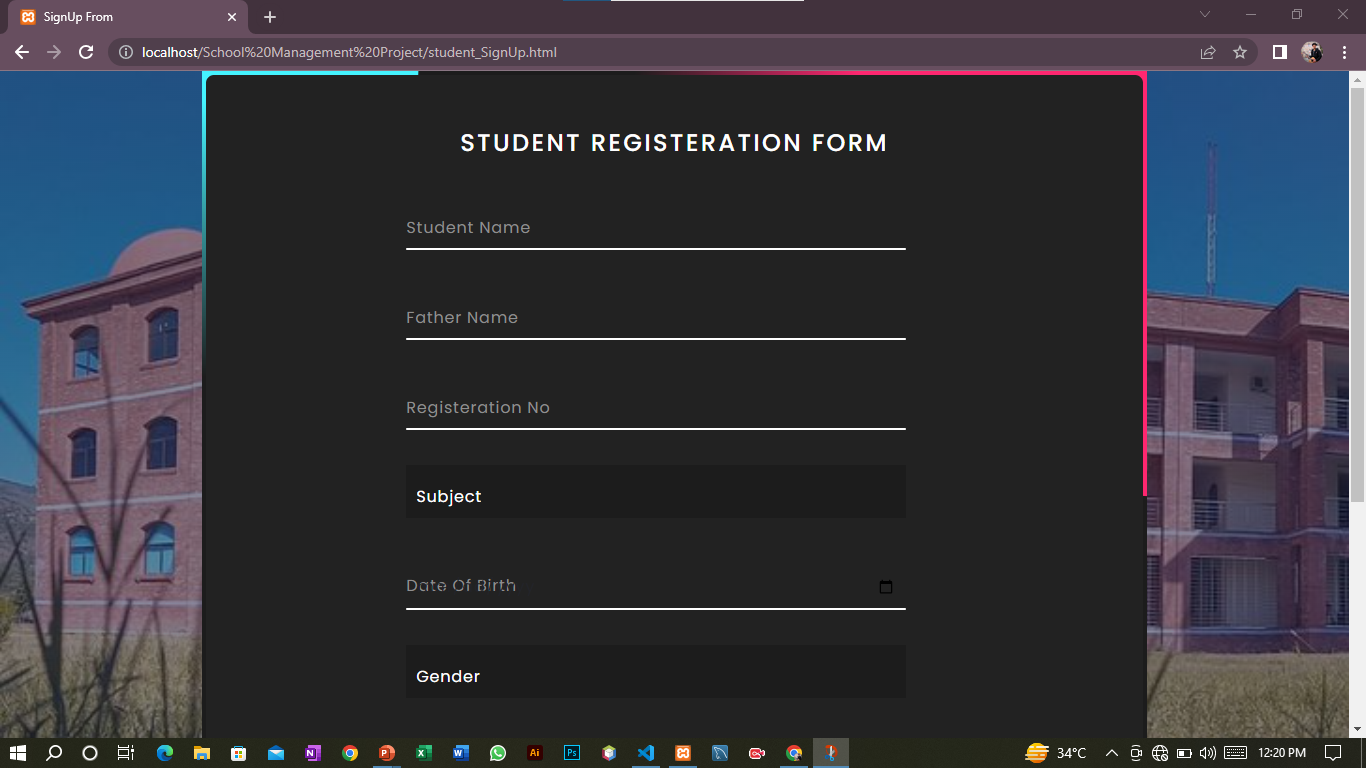 SignUp From
localhost/School%20Management%20Project/student_SignUp.html
STUDENT REGISTERATION FORM
Student Name
Father Name
Registeration No
Subject
Date Of Birth
Gender
34°C
12:20 PM